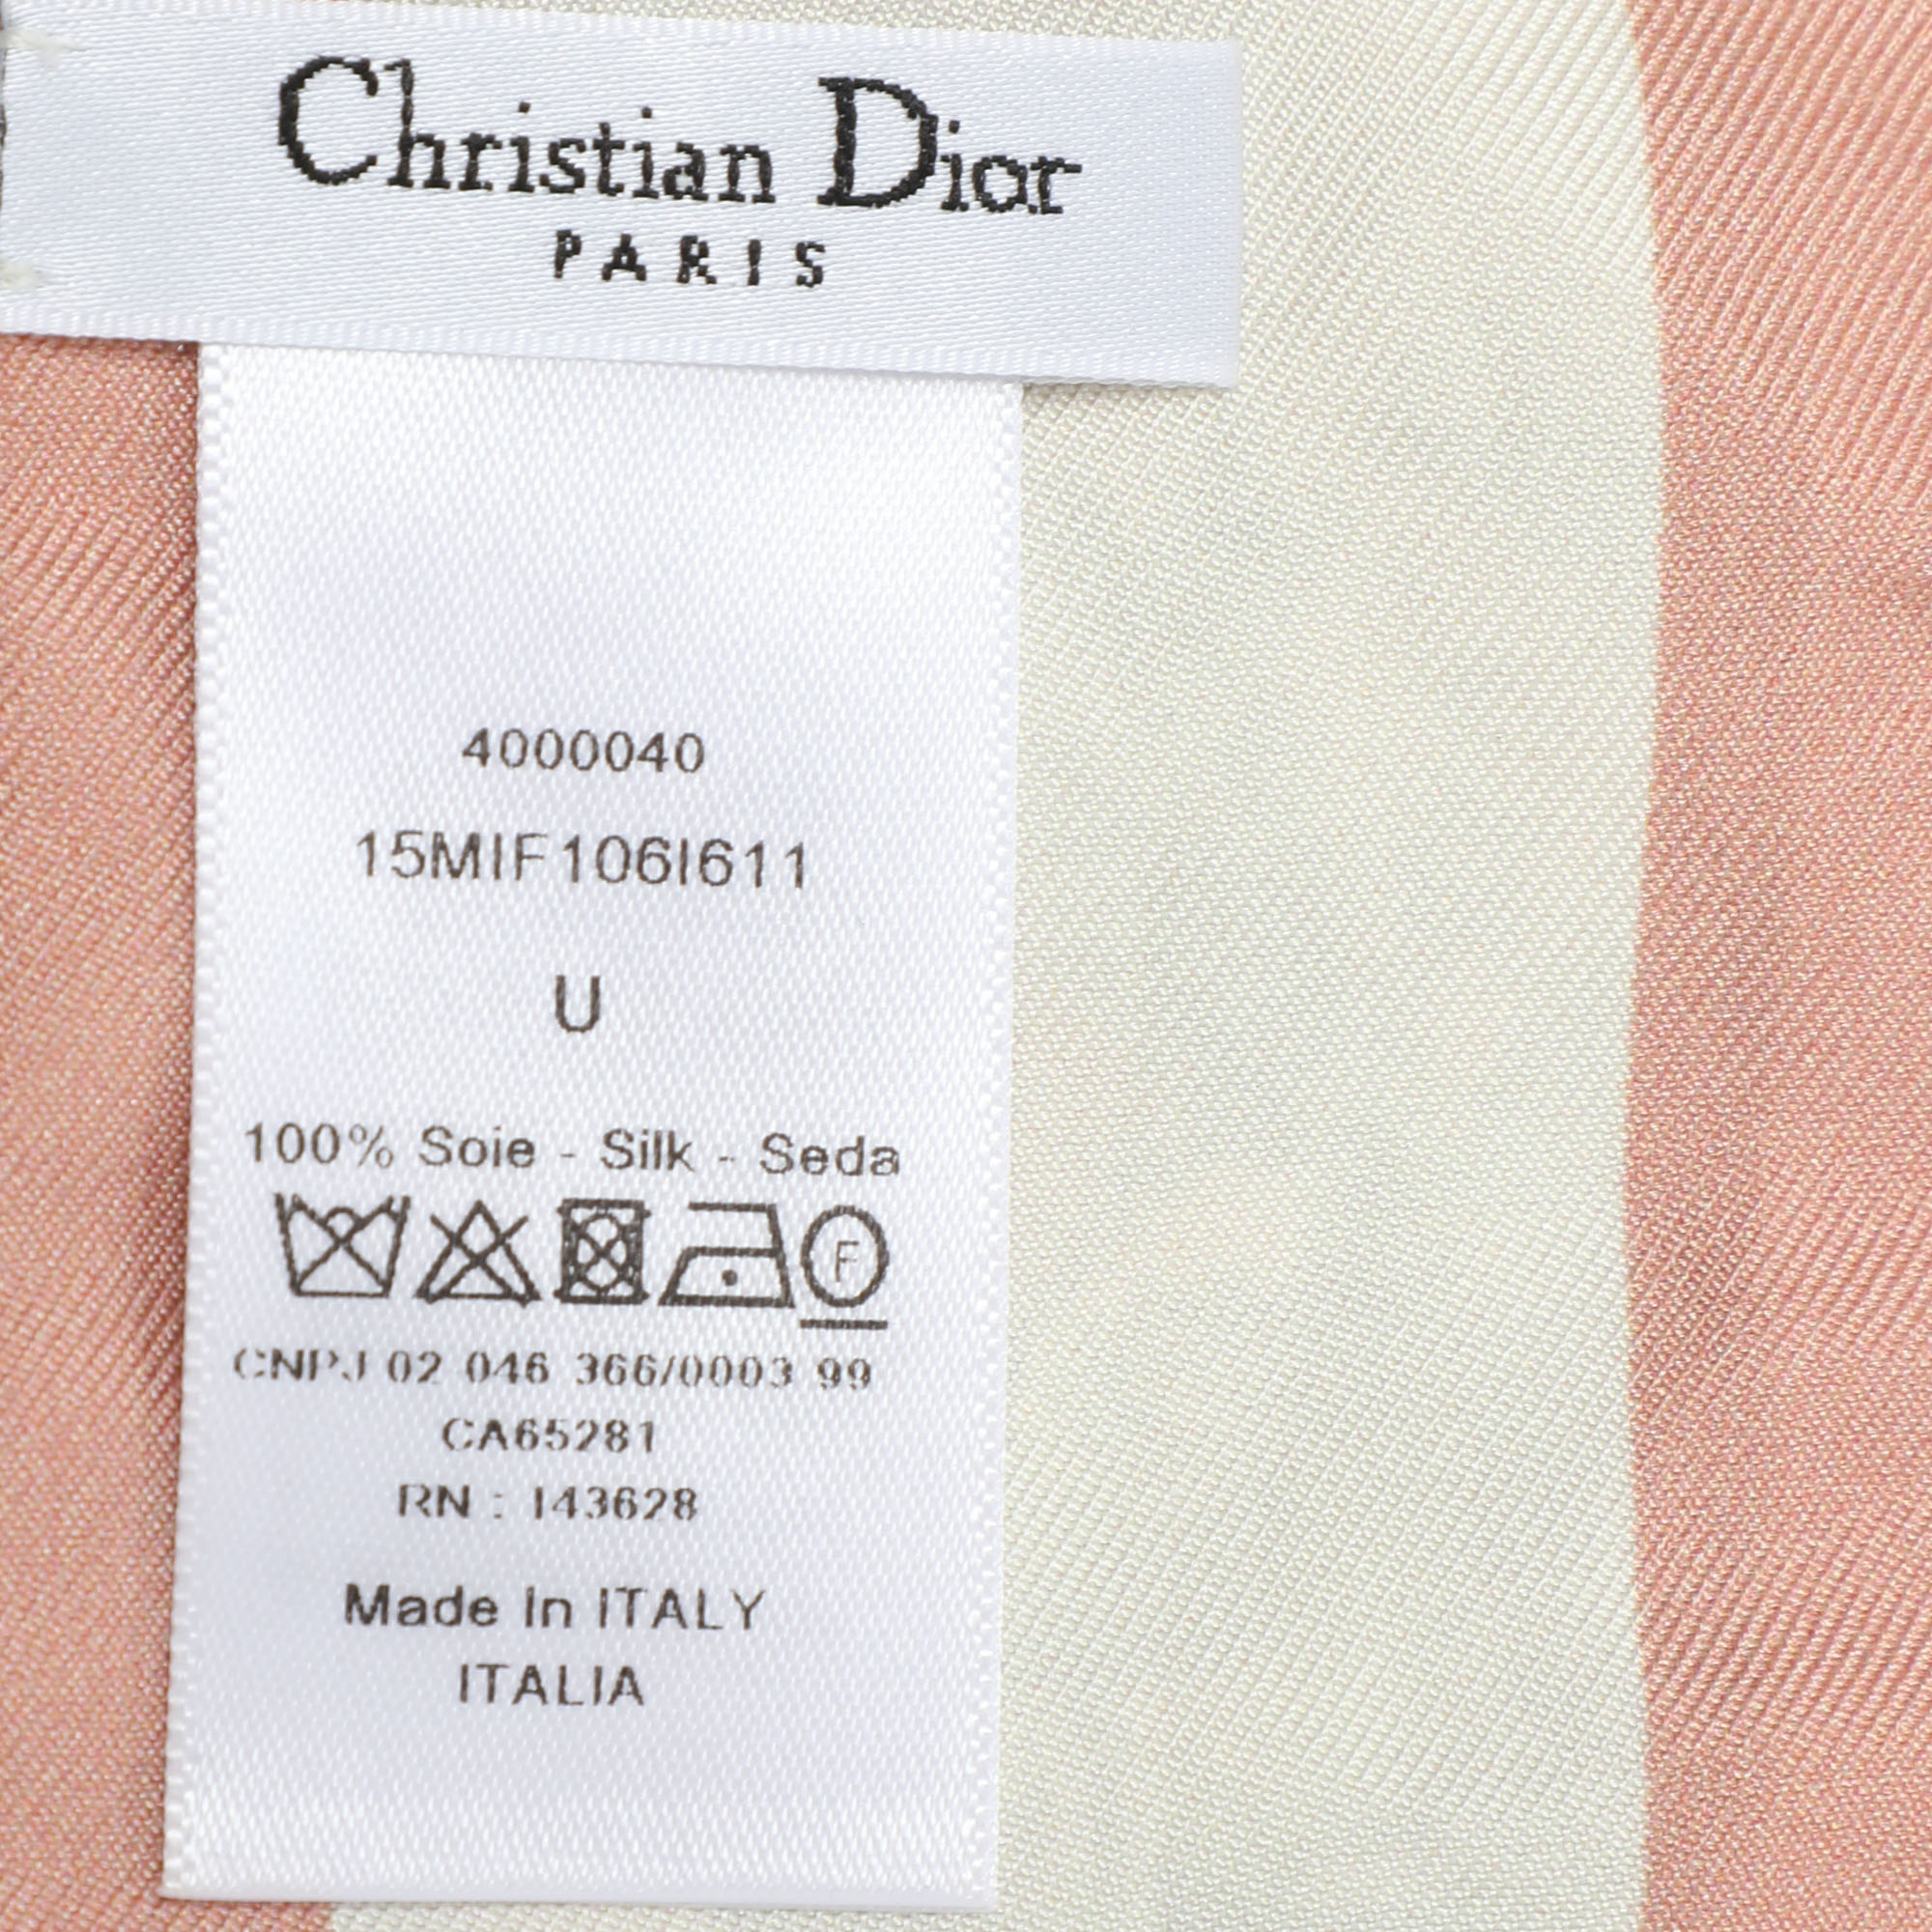 Christian Dior
PARIS
4000040
15MIF106I611
U
100% Soie - Silk - Seda
F
CNPJ 02 046 366/0003 99
CA65281
RN : 143628
Made in ITALY
ITALIA